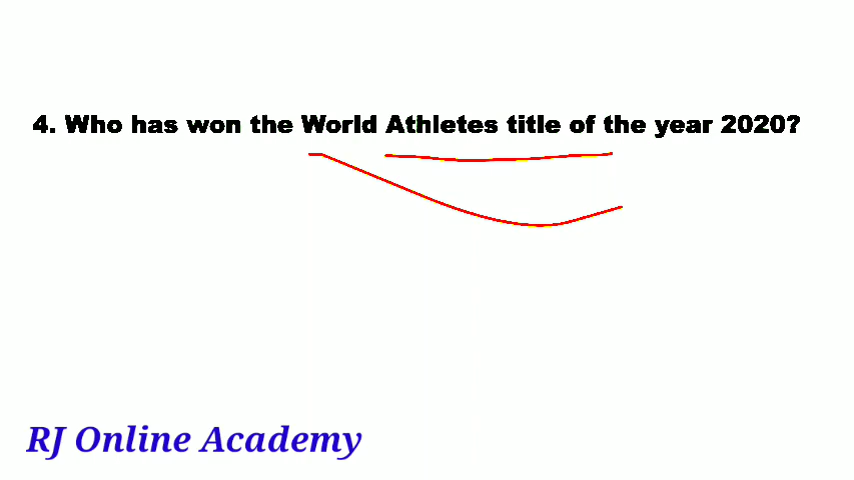 4. Who has won the World Athletes title of the year 2020?
RJ Online Academy